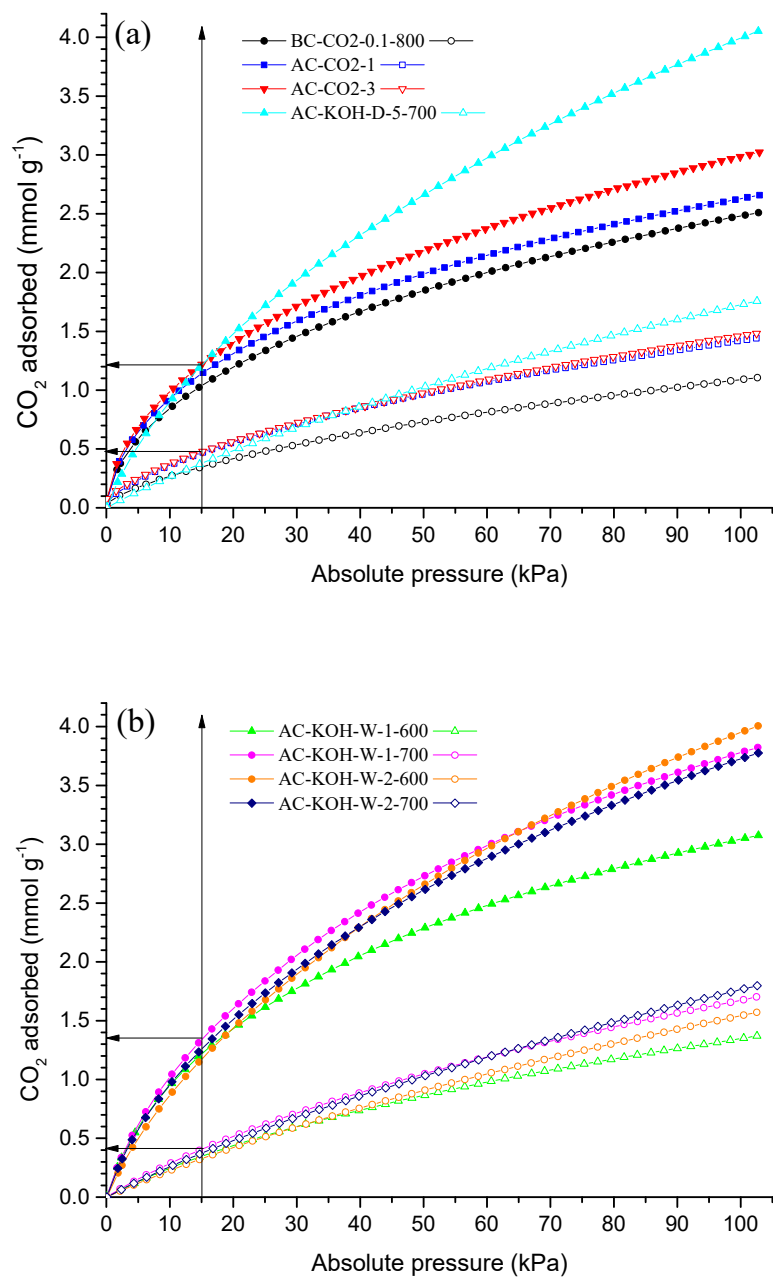 (a)
BC-CO2-0.1-800
AC-CO2-1
AC-CO2-3
AC-KOH-D-5-700
CO₂ adsorbed (mmol g⁻¹)
4.0
3.5
3.0
2.5
2.0
1.5
1.0
0.5
0.0
0 10 20 30 40 50 60 70 80 90 100
Absolute pressure (kPa)
(b)
AC-KOH-W-1-600
AC-KOH-W-1-700
AC-KOH-W-2-600
AC-KOH-W-2-700
CO₂ adsorbed (mmol g⁻¹)
4.0
3.5
3.0
2.5
2.0
1.5
1.0
0.5
0.0
0 10 20 30 40 50 60 70 80 90 100
Absolute pressure (kPa)